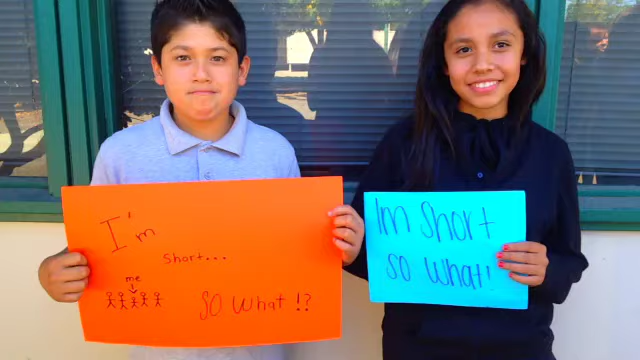 I'm
short...
me
so what !?
Im short
so what!